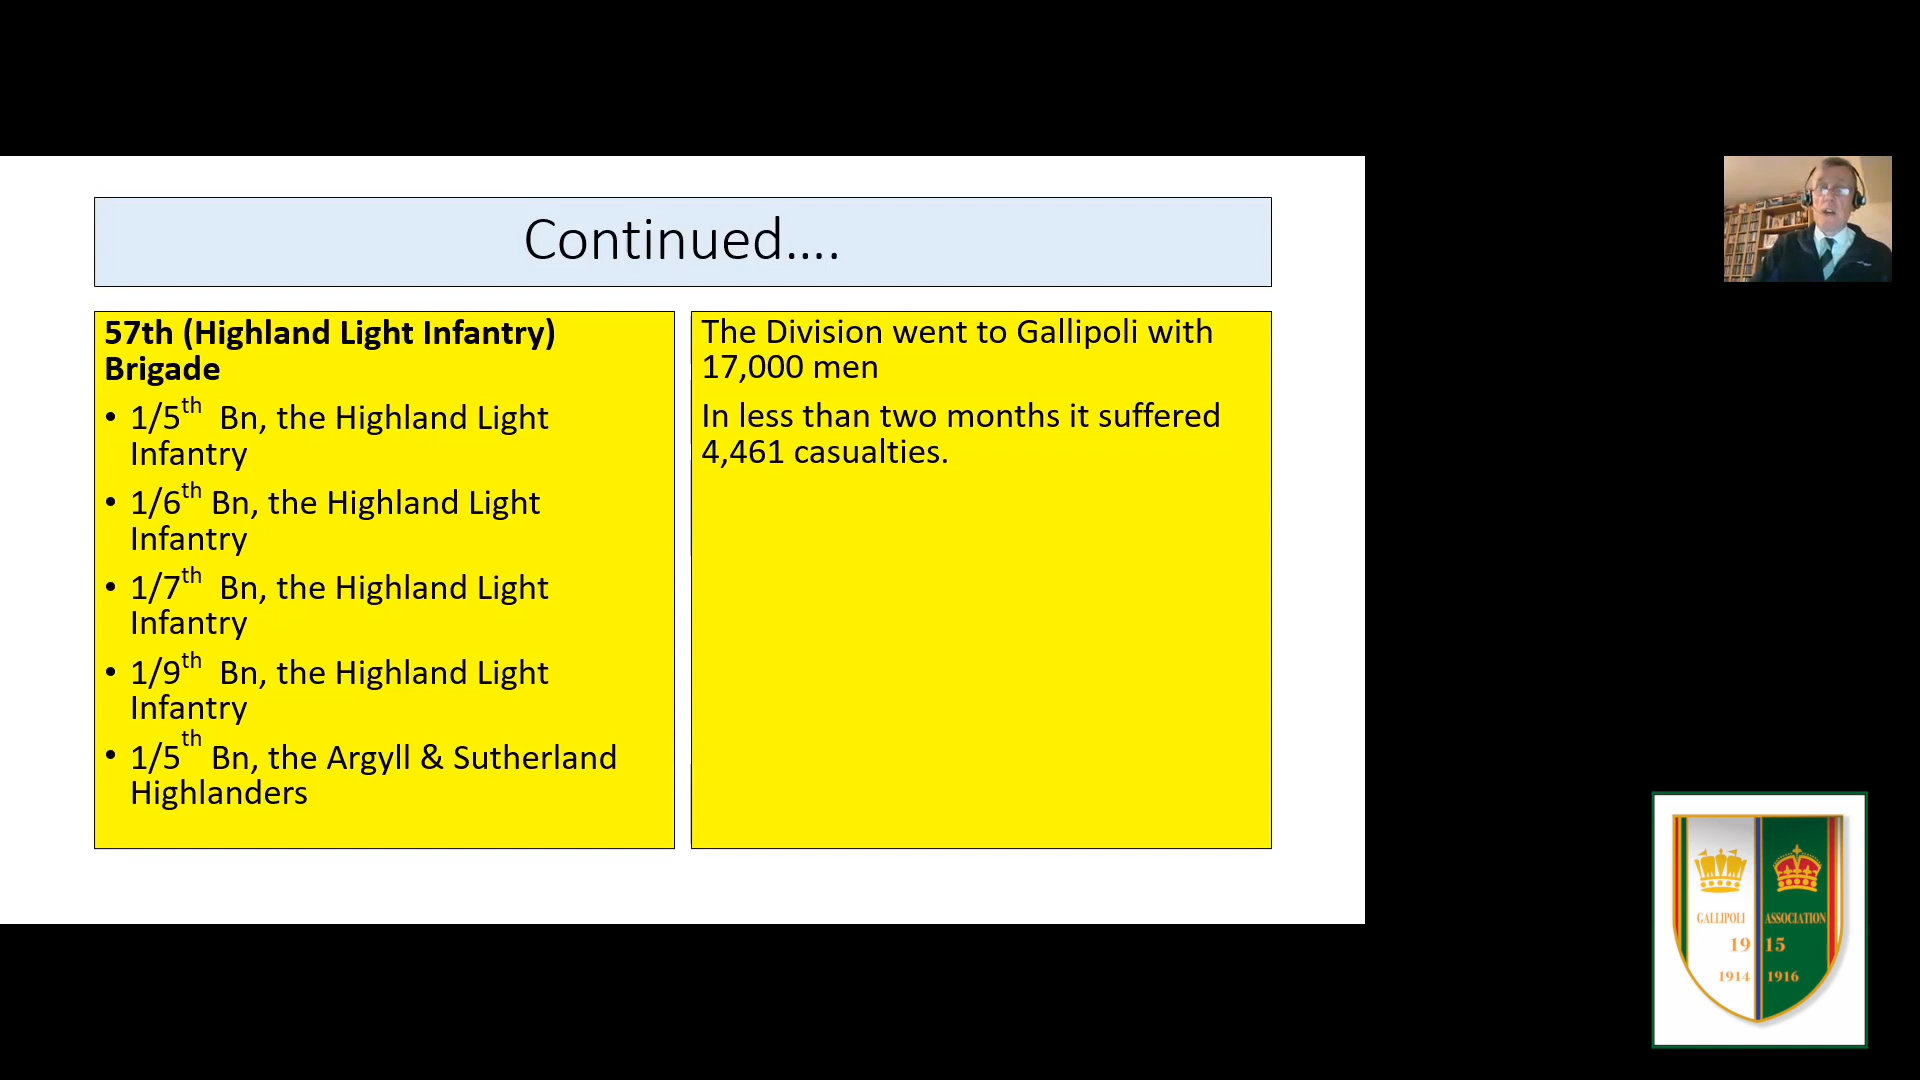 Continued....
57th (Highland Light Infantry)
Brigade
• 1/5th Bn, the Highland Light
Infantry
• 1/6th Bn, the Highland Light
Infantry
• 1/7th Bn, the Highland Light
Infantry
• 1/9th Bn, the Highland Light
Infantry
• 1/5th Bn, the Argyll & Sutherland
Highlanders
The Division went to Gallipoli with
17,000 men
In less than two months it suffered
4,461 casualties.
GALLIPOLI ASSOCIATION
19 15
1914 1916